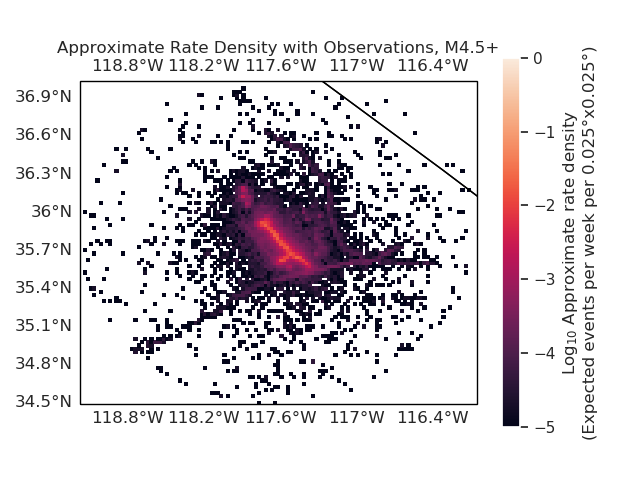 Approximate Rate Density with Observations, M4.5+
118.8°W 118.2°W 117.6°W 117°W 116.4°W
36.9°N
36.6°N
36.3°N
36°N
35.7°N
35.4°N
35.1°N
34.8°N
34.5°N
118.8°W 118.2°W 117.6°W 117°W 116.4°W
0
−1
−2
−3
−4
−5
Log₁₀ Approximate rate density
(Expected events per week per 0.025°x0.025°)